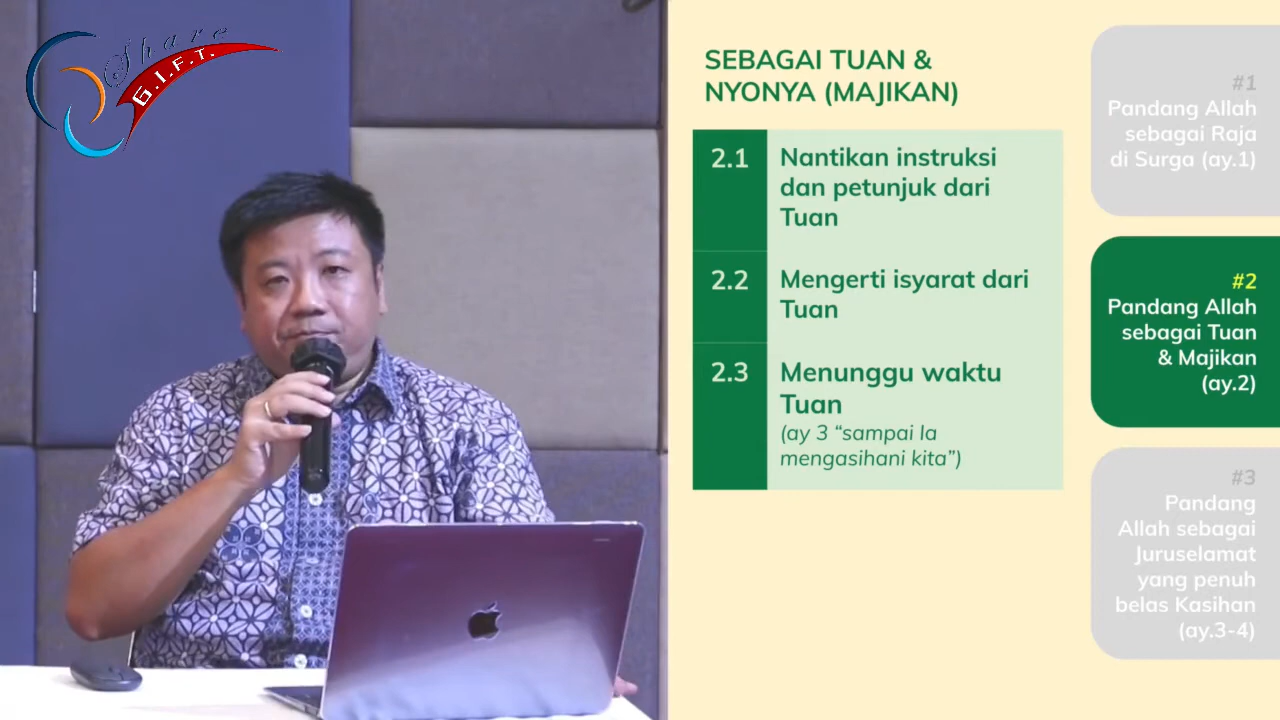 Share
G.I.F.T.
SEBAGAI TUAN &
NYONYA (MAJIKAN)
2.1
Nantikan instruksi
dan petunjuk dari
Tuan
2.2
Mengerti isyarat dari
Tuan
2.3
Menunggu waktu
Tuan
(ay 3 “sampai Ia
mengasihani kita”)
#1
Pandang Allah
sebagai Raja
di Surga (ay.1)
#2
Pandang Allah
sebagai Tuan
& Majikan
(ay.2)
#3
Pandang
Allah sebagai
Juruselamat
yang penuh
belas Kasihan
(ay.3-4)